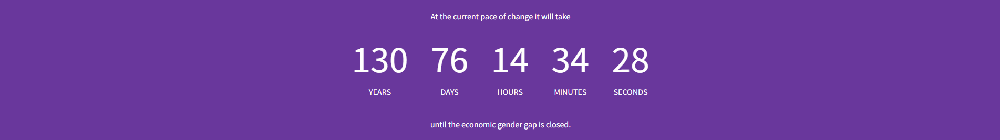 At the current pace of change it will take
130 76 14 34 28
YEARS DAYS HOURS MINUTES SECONDS
until the economic gender gap is closed.